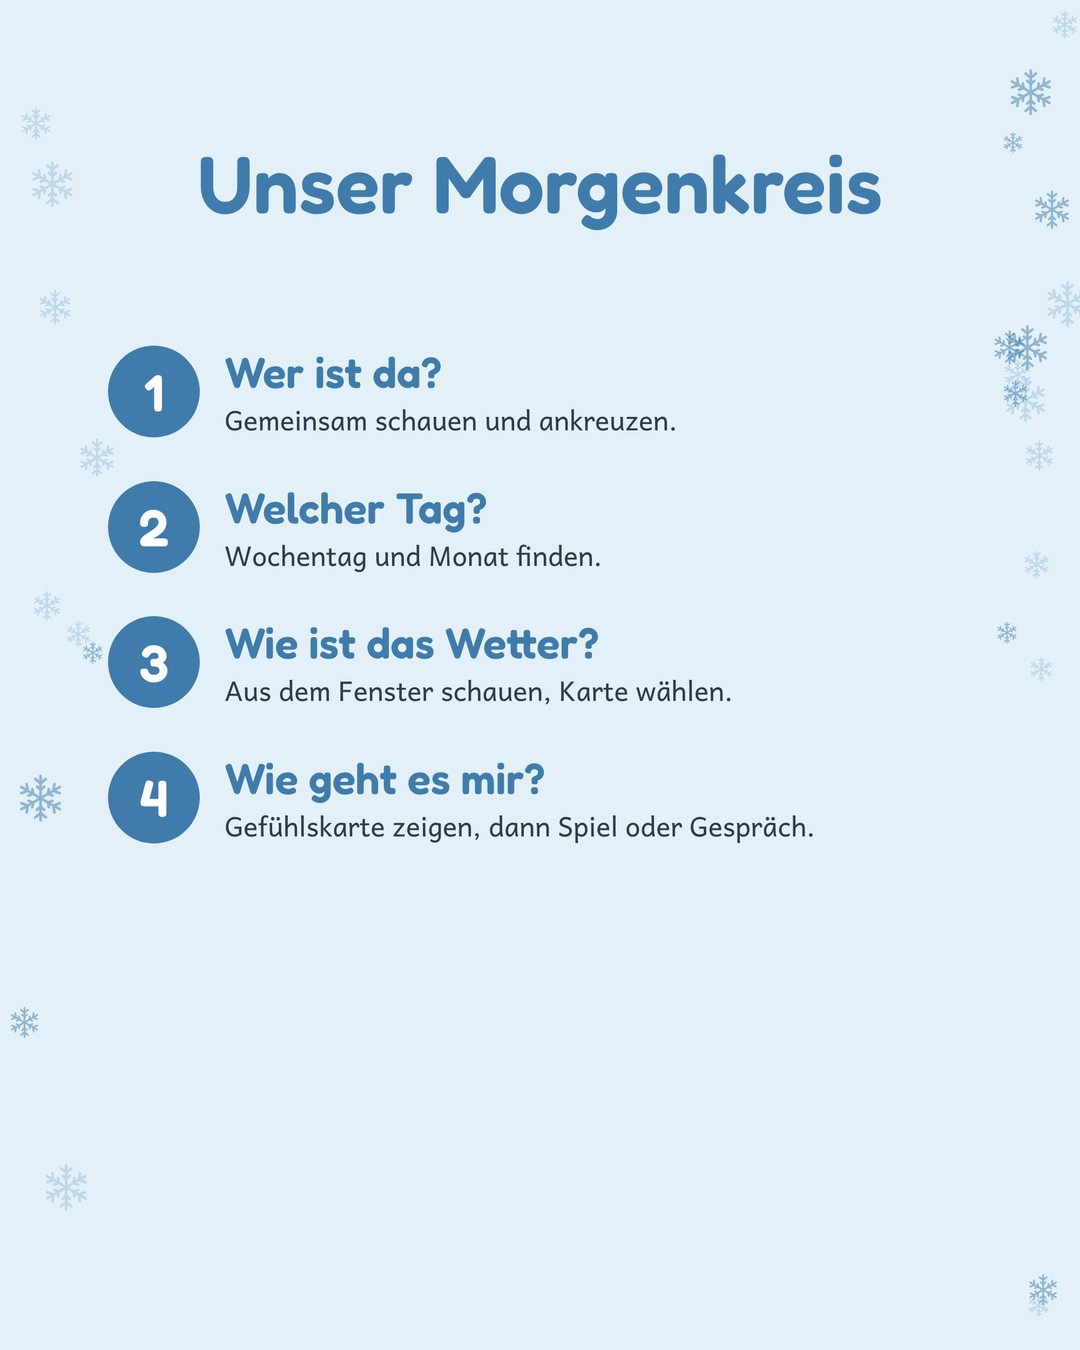 Unser Morgenkreis
1
Wer ist da?
Gemeinsam schauen und ankreuzen.
2
Welcher Tag?
Wochentag und Monat finden.
3
Wie ist das Wetter?
Aus dem Fenster schauen, Karte wählen.
4
Wie geht es mir?
Gefühlskarte zeigen, dann Spiel oder Gespräch.